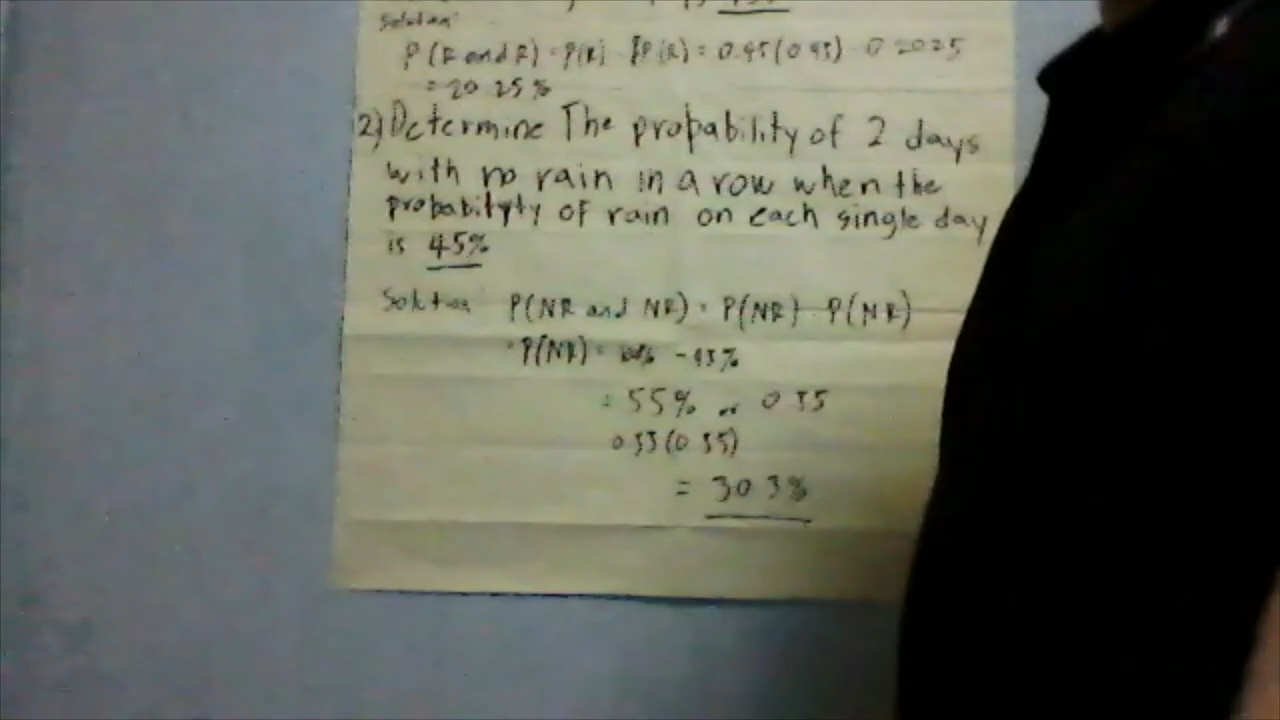 Solution:
P(R and R) = P(R) · P(R) = 0.45(0.45) = 0.2025
= 20.25%
2) Determine The probability of 2 days
with no rain in a row when the
probabilityty of rain on each single day
is 45%
Solution P(NR and NR) = P(NR) · P(NR)
P(NR) = 100% - 45%
= 55% or 0.55
0.55(0.55)
= 30.3%